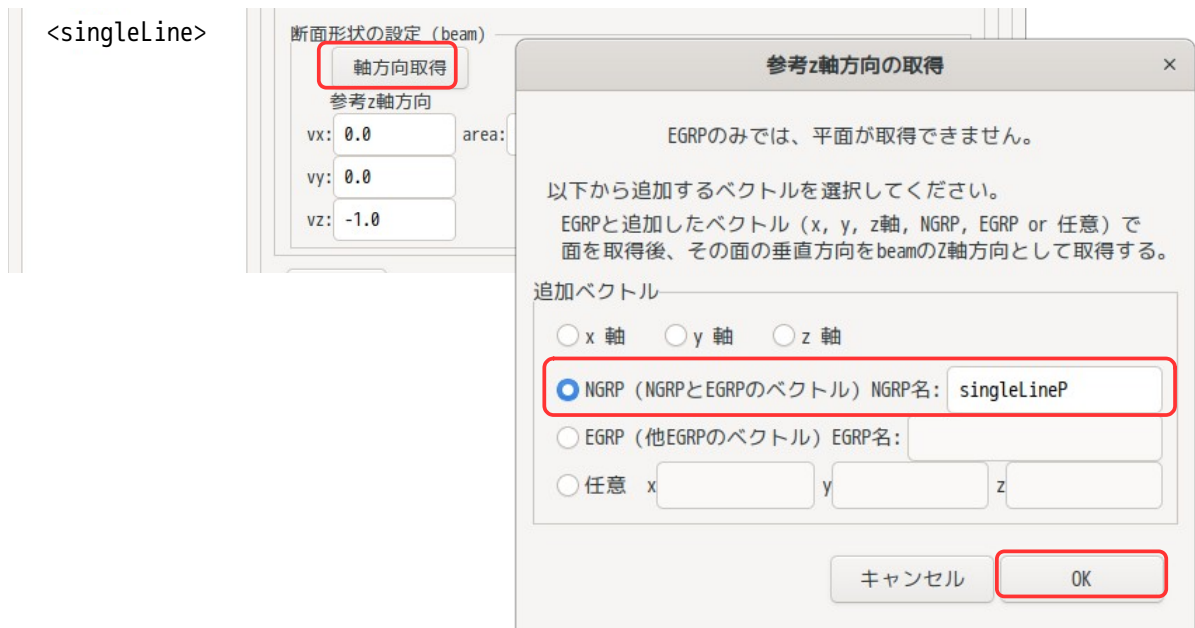 <singleLine>
断面形状の設定 (beam)
軸方向取得
参考z軸方向
vx: 0.0 area:
vy: 0.0
vz: -1.0
参考z軸方向の取得 ×
EGRPのみでは、平面が取得できません。
以下から追加するベクトルを選択してください。
EGRPと追加したベクトル (x, y, z軸, NGRP, EGRP or 任意) で
面を取得後、その面の垂直方向をbeamのZ軸方向として取得する。
追加ベクトル
x 軸 y 軸 z 軸
NGRP (NGRPとEGRPのベクトル) NGRP名: singleLineP
EGRP (他EGRPのベクトル) EGRP名:
任意 x y z
キャンセル OK